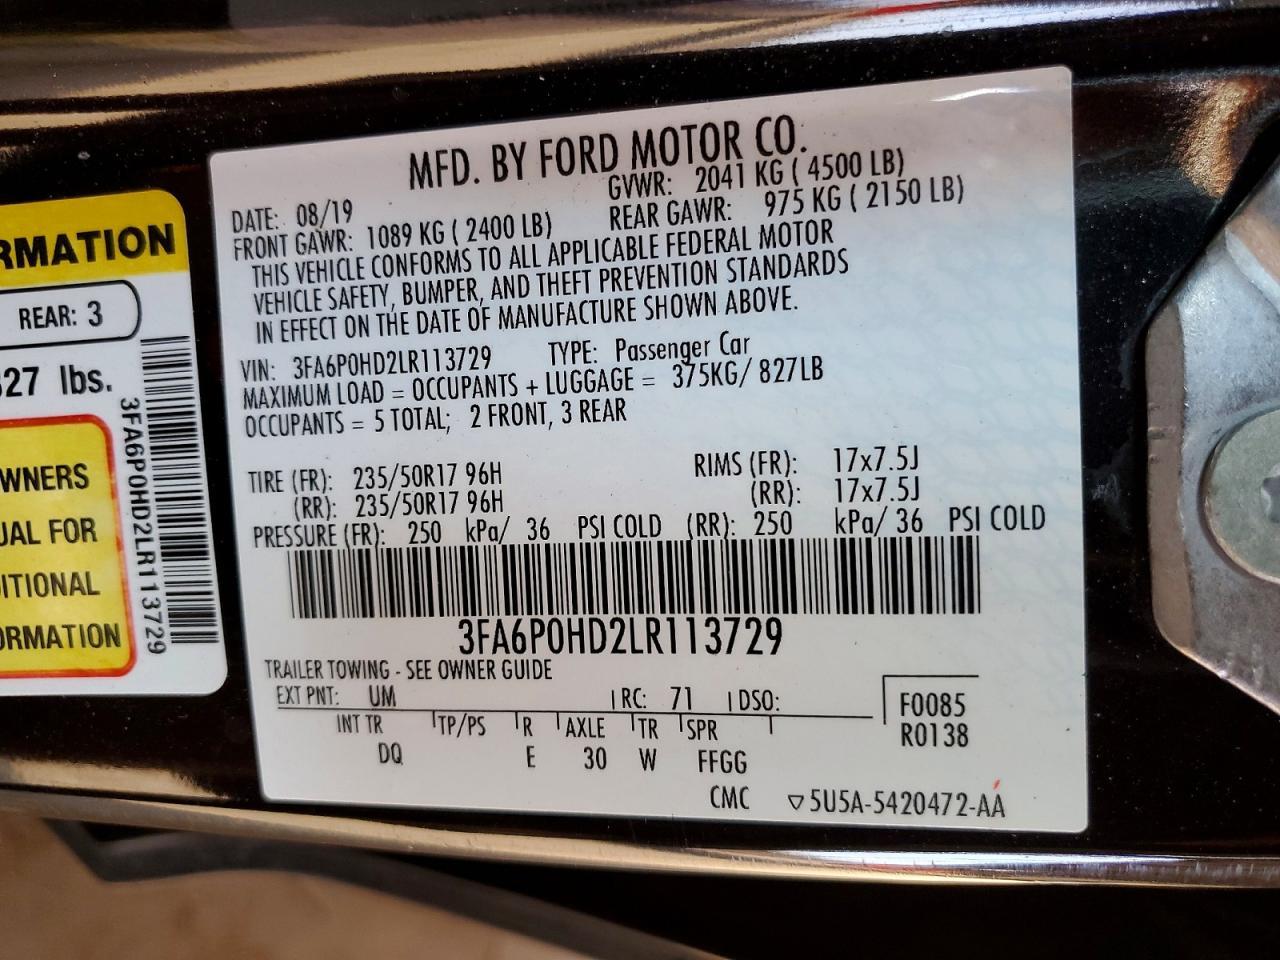 RMATION
REAR: 3
27 lbs.
WNERS
UAL FOR
ITIONAL
ORMATION
3FA6P0HD2LR113729
MFD. BY FORD MOTOR CO.
DATE: 08/19 GVWR: 2041 KG ( 4500 LB)
FRONT GAWR: 1089 KG ( 2400 LB) REAR GAWR: 975 KG ( 2150 LB)
THIS VEHICLE CONFORMS TO ALL APPLICABLE FEDERAL MOTOR
VEHICLE SAFETY, BUMPER, AND THEFT PREVENTION STANDARDS
IN EFFECT ON THE DATE OF MANUFACTURE SHOWN ABOVE.
VIN: 3FA6P0HD2LR113729 TYPE: Passenger Car
MAXIMUM LOAD = OCCUPANTS + LUGGAGE = 375KG/ 827LB
OCCUPANTS = 5 TOTAL; 2 FRONT, 3 REAR
TIRE (FR): 235/50R17 96H RIMS (FR): 17x7.5J
(RR): 235/50R17 96H (RR): 17x7.5J
PRESSURE (FR): 250 kPa/ 36 PSI COLD (RR): 250 kPa/ 36 PSI COLD
3FA6P0HD2LR113729
TRAILER TOWING - SEE OWNER GUIDE
EXT PNT: UM RC: 71 DSO: F0085
INT TR TP/PS R AXLE TR SPR R0138
DQ E 30 W FFGG
CMC ▽5U5A-5420472-AA